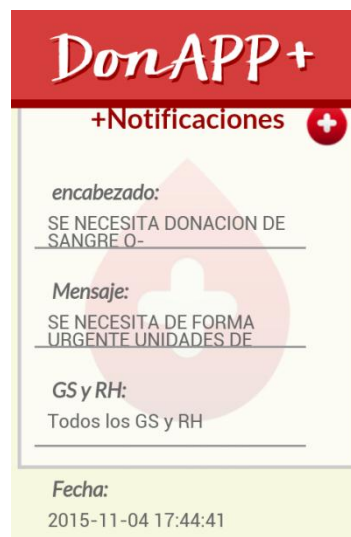 DonAPP+
+Notificaciones
encabezado:
SE NECESITA DONACION DE
SANGRE O-
Mensaje:
SE NECESITA DE FORMA
URGENTE UNIDADES DE
GS y RH:
Todos los GS y RH
Fecha:
2015-11-04 17:44:41